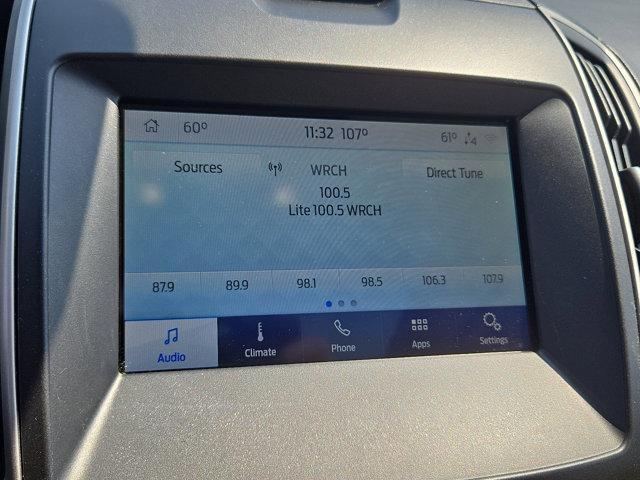 60° 11:32 107° 61°
Sources WRCH Direct Tune
100.5
Lite 100.5 WRCH
87.9 89.9 98.1 98.5 106.3 107.9
Audio Climate Phone Apps Settings